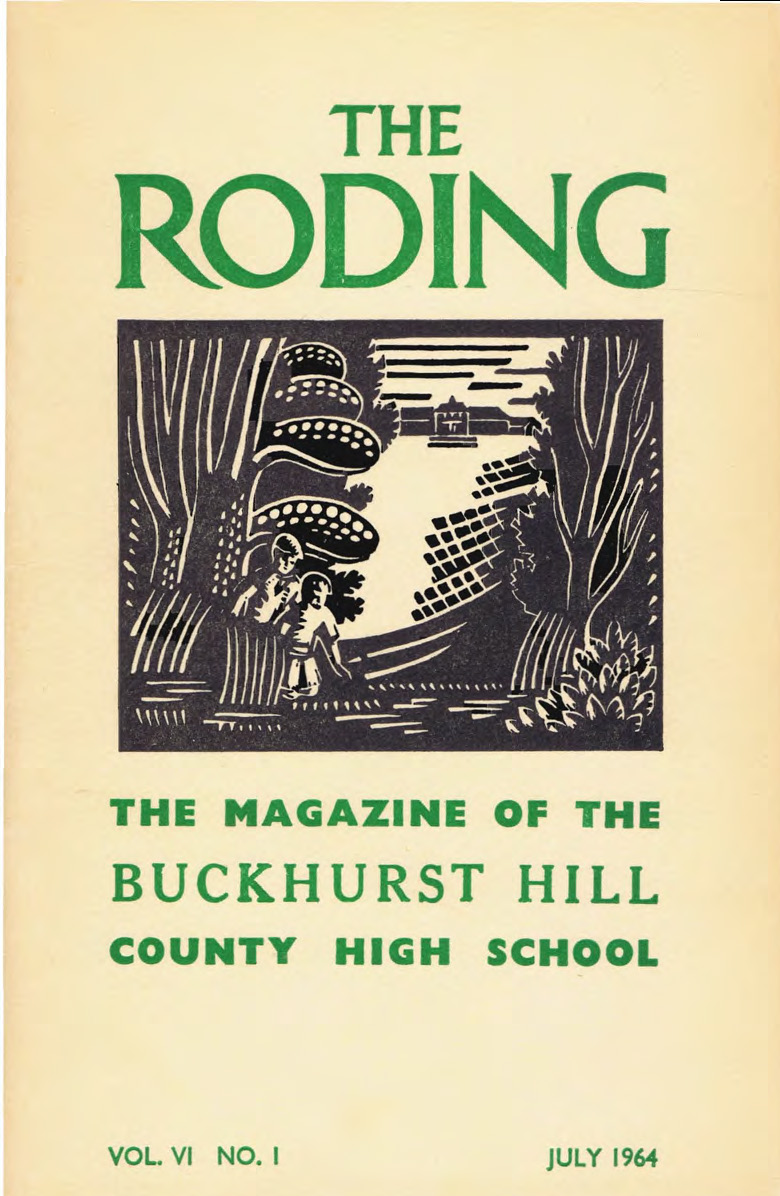 THE
RODING
THE MAGAZINE OF THE
BUCKHURST HILL
COUNTY HIGH SCHOOL
VOL. VI NO. I JULY 1964